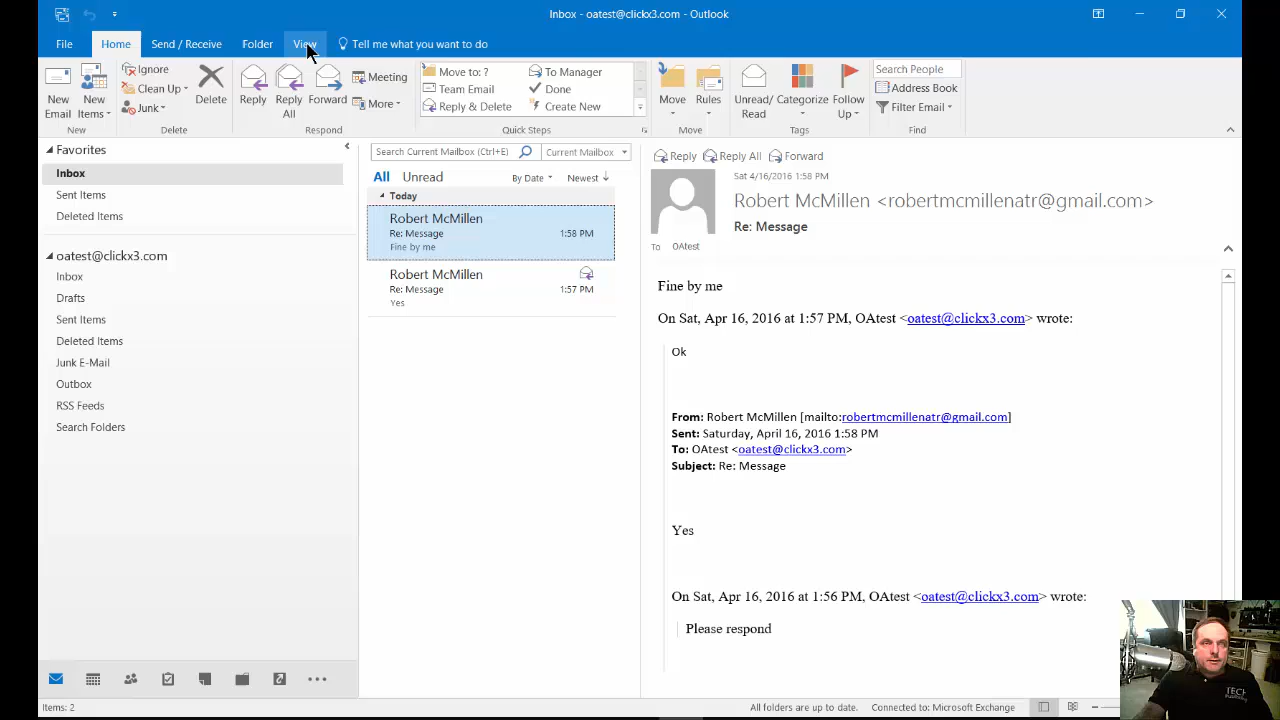 Inbox - oatest@clickx3.com - Outlook
File Home Send / Receive Folder View Tell me what you want to do
New Email
New Items
Ignore
Clean Up
Junk
Delete
Reply
Reply All
Forward
Meeting
More
Move to: ?
Team Email
Reply & Delete
To Manager
Done
Create New
Move
Rules
Unread/ Read
Categorize
Follow Up
Search People
Address Book
Filter Email
New Delete Respond Quick Steps Move Tags Find
Favorites
Inbox
Sent Items
Deleted Items
oatest@clickx3.com
Inbox
Drafts
Sent Items
Deleted Items
Junk E-Mail
Outbox
RSS Feeds
Search Folders
Search Current Mailbox (Ctrl+E) Current Mailbox
All Unread By Date Newest
Today
Robert McMillen
Re: Message 1:58 PM
Fine by me
Robert McMillen
Re: Message 1:57 PM
Yes
Reply Reply All Forward
Sat 4/16/2016 1:58 PM
Robert McMillen <robertmcmillenatr@gmail.com>
Re: Message
To OAtest
Fine by me
On Sat, Apr 16, 2016 at 1:57 PM, OAtest <oatest@clickx3.com> wrote:
Ok
From: Robert McMillen [mailto:robertmcmillenatr@gmail.com]
Sent: Saturday, April 16, 2016 1:58 PM
To: OAtest <oatest@clickx3.com>
Subject: Re: Message
Yes
On Sat, Apr 16, 2016 at 1:56 PM, OAtest <oatest@clickx3.com> wrote:
Please respond
Items: 2 All folders are up to date. Connected to: Microsoft Exchange
TECH